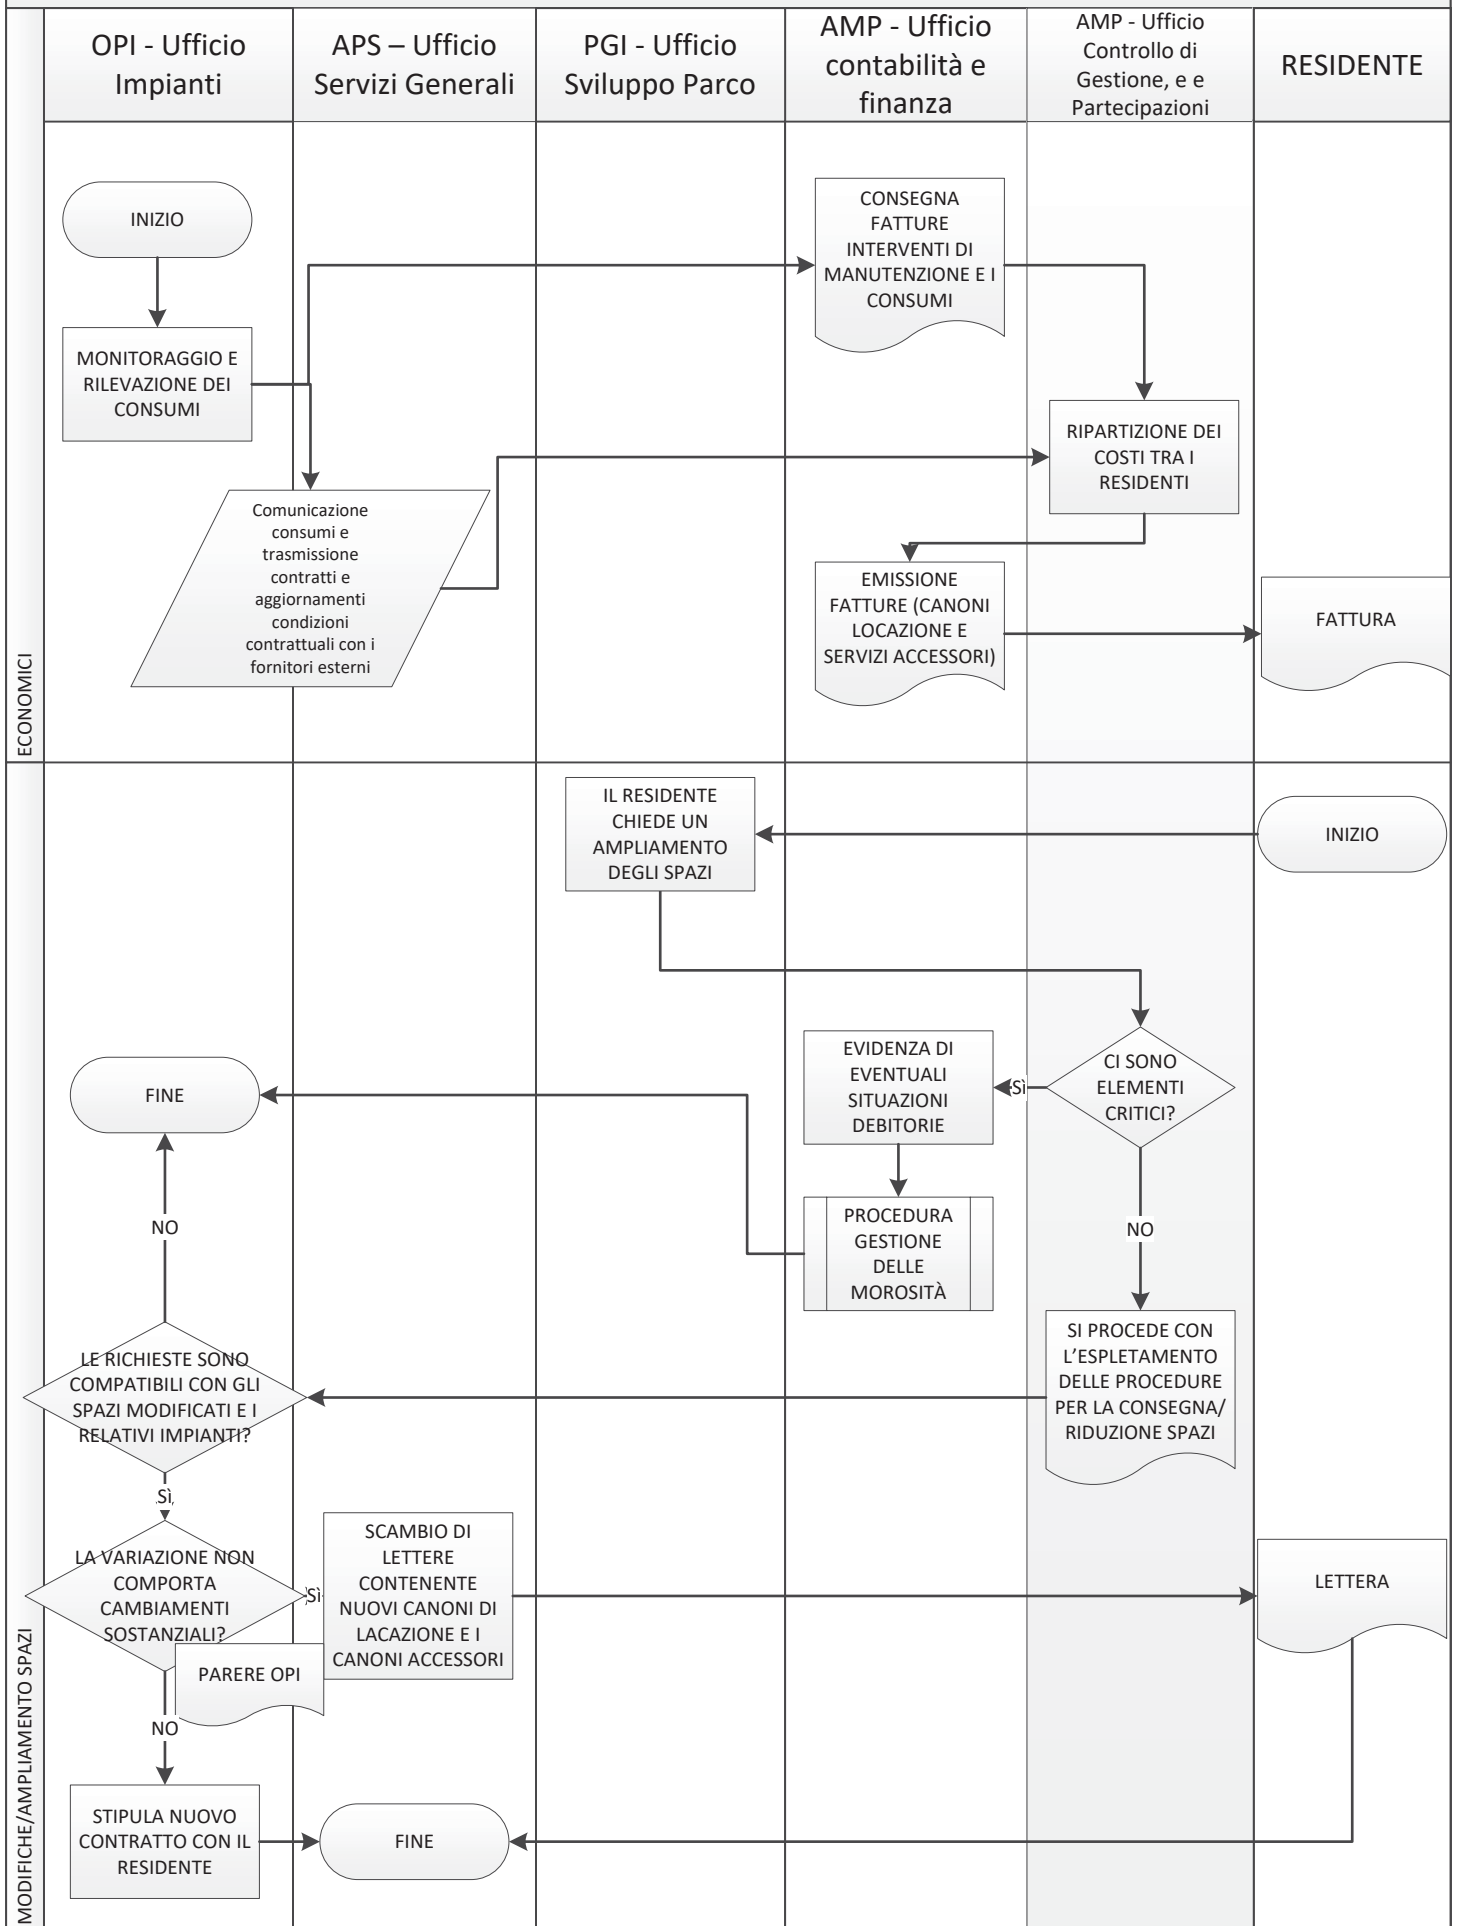 OPI - Ufficio
Impianti
APS – Ufficio
Servizi Generali
PGI - Ufficio
Sviluppo Parco
AMP - Ufficio
contabilità e
finanza
AMP - Ufficio
Controllo di
Gestione, e e
Partecipazioni
RESIDENTE
ECONOMICI
INIZIO
MONITORAGGIO E
RILEVAZIONE DEI
CONSUMI
Comunicazione
consumi e
trasmissione
contratti e
aggiornamenti
condizioni
contrattuali con i
fornitori esterni
CONSEGNA
FATTURE
INTERVENTI DI
MANUTENZIONE E I
CONSUMI
RIPARTIZIONE DEI
COSTI TRA I
RESIDENTI
EMISSIONE
FATTURE (CANONI
LOCAZIONE E
SERVIZI ACCESSORI)
FATTURA
MODIFICHE/AMPLIAMENTO SPAZI
INIZIO
IL RESIDENTE
CHIEDE UN
AMPLIAMENTO
DEGLI SPAZI
CI SONO
ELEMENTI
CRITICI?
Sì
EVIDENZA DI
EVENTUALI
SITUAZIONI
DEBITORIE
PROCEDURA
GESTIONE
DELLE
MOROSITÀ
FINE
NO
NO
SI PROCEDE CON
L’ESPLETAMENTO
DELLE PROCEDURE
PER LA CONSEGNA/
RIDUZIONE SPAZI
LE RICHIESTE SONO
COMPATIBILI CON GLI
SPAZI MODIFICATI E I
RELATIVI IMPIANTI?
Sì
LA VARIAZIONE NON
COMPORTA
CAMBIAMENTI
SOSTANZIALI?
Sì
SCAMBIO DI
LETTERE
CONTENENTE
NUOVI CANONI DI
LACAZIONE E I
CANONI ACCESSORI
LETTERA
PARERE OPI
NO
STIPULA NUOVO
CONTRATTO CON IL
RESIDENTE
FINE